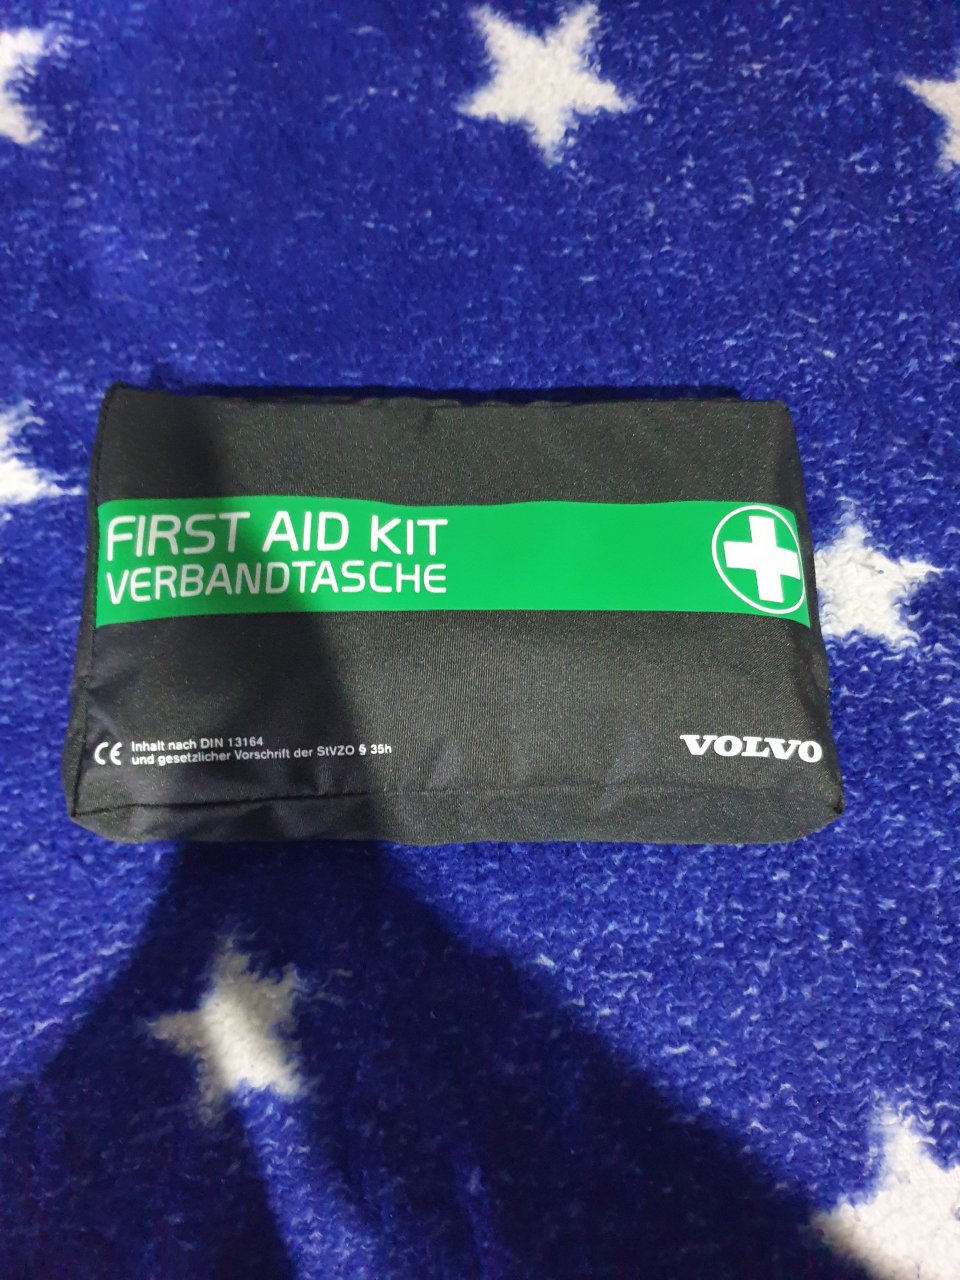 FIRST AID KIT
VERBANDTASCHE
CE Inhalt nach DIN 13164
und gesetzlicher Vorschrift der StVZO § 35h
VOLVO